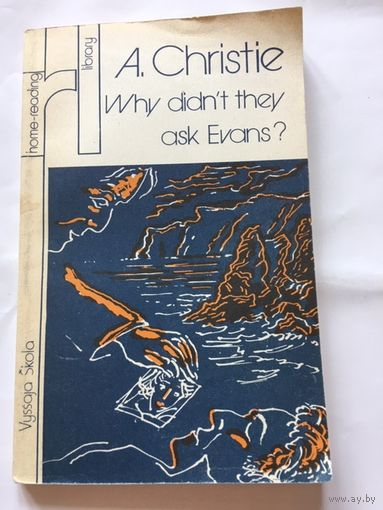 A. Christie
Why didn't they
ask Evans?
home-reading
library
Vyssaja Škola
www.ay.by